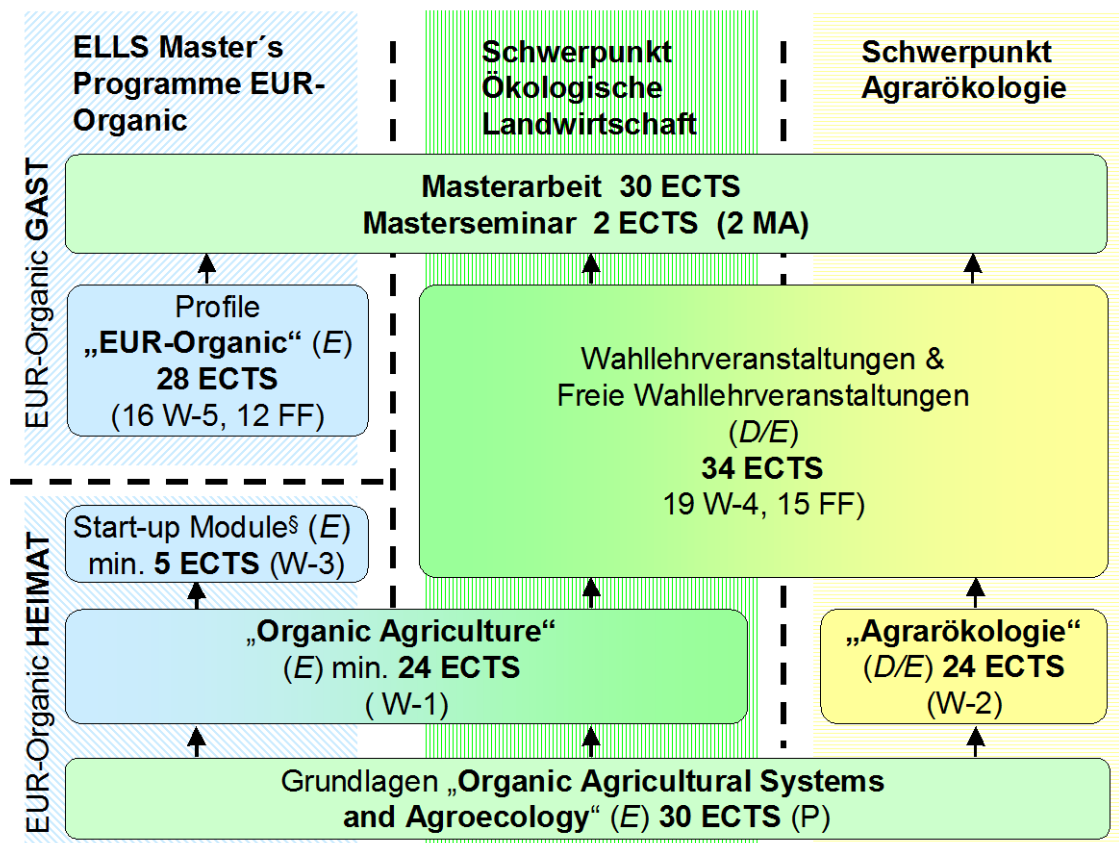 ELLS Master´s
Programme EUR-
Organic
Schwerpunkt
Ökologische
Landwirtschaft
Schwerpunkt
Agrarökologie
EUR-Organic GAST
Masterarbeit 30 ECTS
Masterseminar 2 ECTS (2 MA)
Profile
„EUR-Organic“ (E)
28 ECTS
(16 W-5, 12 FF)
Wahllehrveranstaltungen &
Freie Wahllehrveranstaltungen
(D/E)
34 ECTS
19 W-4, 15 FF)
EUR-Organic HEIMAT
Start-up Module§ (E)
min. 5 ECTS (W-3)
„Organic Agriculture“
(E) min. 24 ECTS
( W-1)
„Agrarökologie“
(D/E) 24 ECTS
(W-2)
Grundlagen „Organic Agricultural Systems
and Agroecology“ (E) 30 ECTS (P)